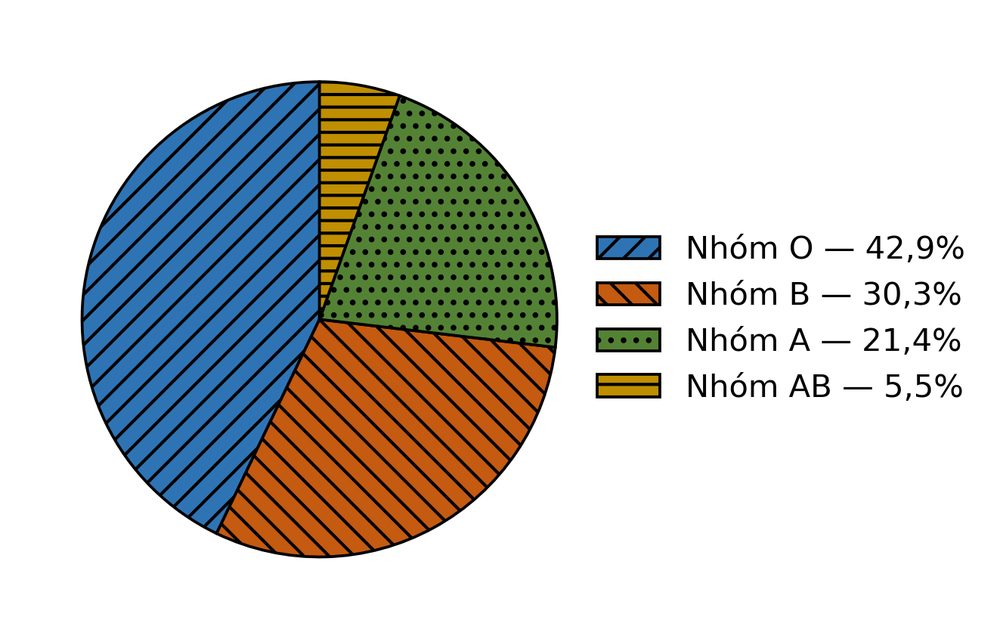 Nhóm O — 42,9%
Nhóm B — 30,3%
Nhóm A — 21,4%
Nhóm AB — 5,5%